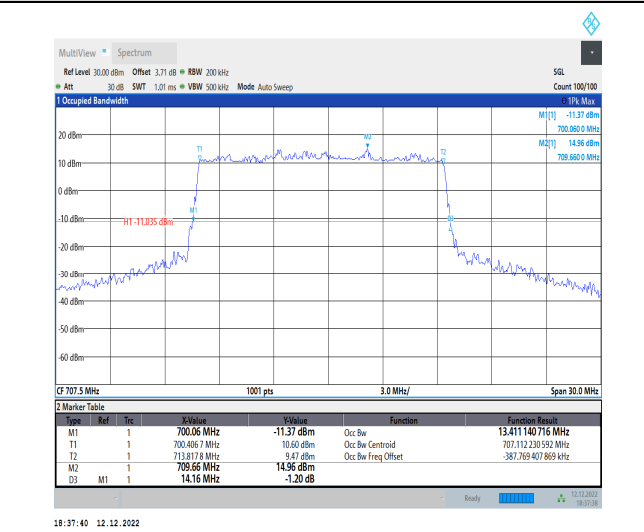 MultiView Spectrum
Ref Level 30.00 dBm Offset 3.71 dB RBW 200 kHz SGL
Att 30 dB SWT 1.01 ms VBW 500 kHz Mode Auto Sweep Count 100/100
1 Occupied Bandwidth 1Pk Max
M1[1] -11.37 dBm
700.060 0 MHz
M2[1] 14.96 dBm
709.660 0 MHz
20 dBm
M2
T1
T2
10 dBm
0 dBm
M1
-10 dBm
H1 -11.035 dBm
D3
-20 dBm
-30 dBm
-40 dBm
-50 dBm
-60 dBm
CF 707.5 MHz 1001 pts 3.0 MHz/ Span 30.0 MHz
2 Marker Table
Type Ref Trc X-Value Y-Value Function Function Result
M1 1 700.06 MHz -11.37 dBm Occ Bw 13.411 140 716 MHz
T1 1 700.406 7 MHz 10.60 dBm Occ Bw Centroid 707.112 230 592 MHz
T2 1 713.817 8 MHz 9.47 dBm Occ Bw Freq Offset -387.769 407 869 kHz
M2 1 709.66 MHz 14.96 dBm
D3 M1 1 14.16 MHz -1.20 dB
Ready
12.12.2022
18:37:38
18:37:40 12.12.2022